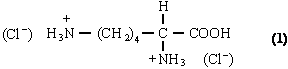 H
(Cl⁻) H₃N⁺—(CH₂)₄—C—COOH (1)
⁺NH₃ (Cl⁻)